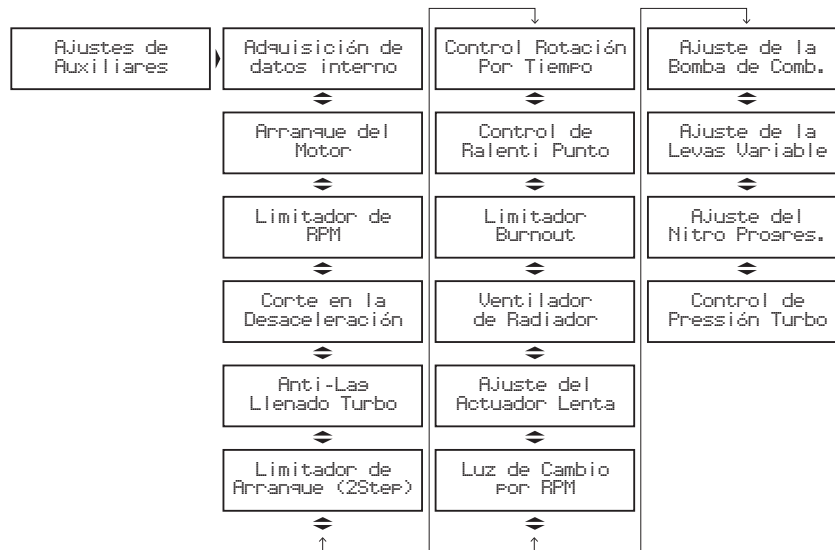 Ajustes de
Auxiliares
Adquisición de
datos interno
Arranque del
Motor
Limitador de
RPM
Corte en la
Desaceleración
Anti-Lag
Llenado Turbo
Limitador de
Arranque (2Step)
Control Rotación
Por Tiempo
Control de
Ralenti Punto
Limitador
Burnout
Ventilador
de Radiador
Ajuste del
Actuador Lenta
Luz de Cambio
por RPM
Ajuste de la
Bomba de Comb.
Ajuste de la
Levas Variable
Ajuste del
Nitro Progres.
Control de
Pressión Turbo